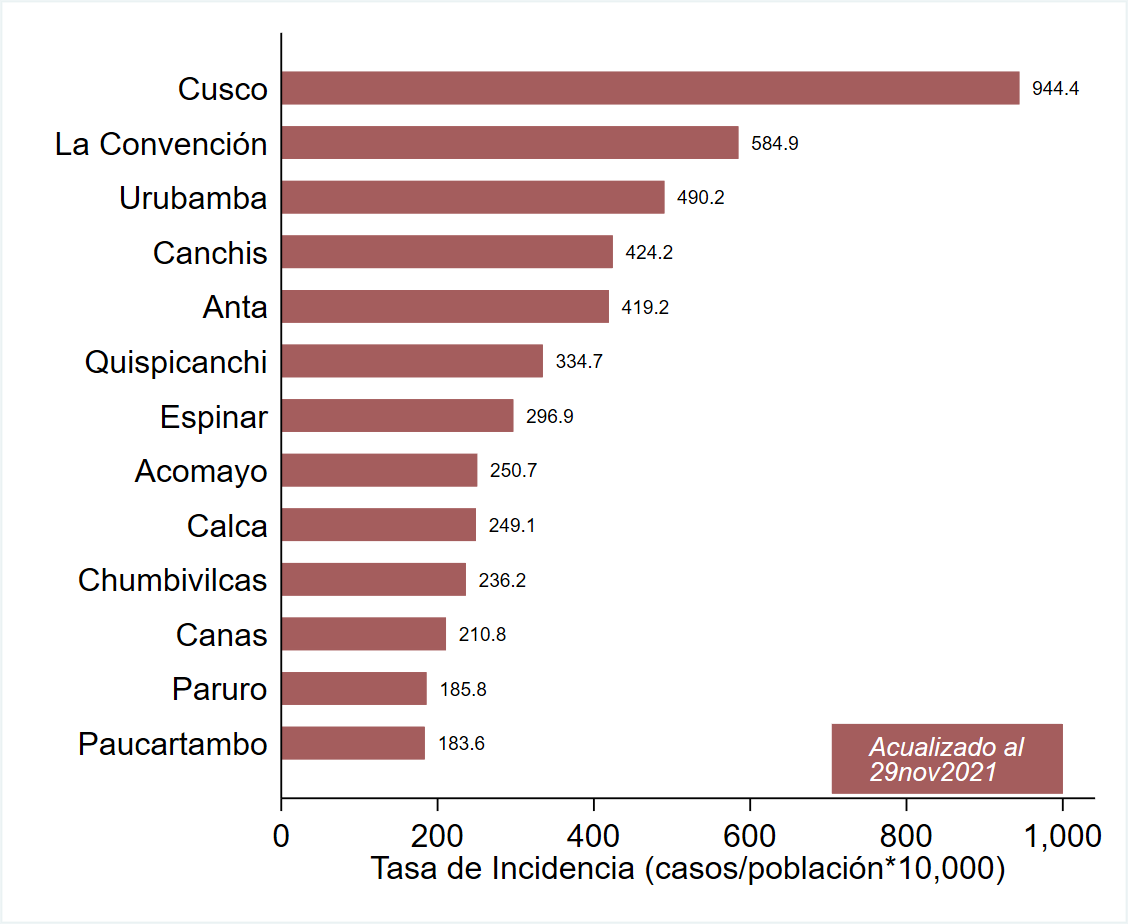 Cusco 944.4
La Convención 584.9
Urubamba 490.2
Canchis 424.2
Anta 419.2
Quispicanchi 334.7
Espinar 296.9
Acomayo 250.7
Calca 249.1
Chumbivilcas 236.2
Canas 210.8
Paruro 185.8
Paucartambo 183.6
Acualizado al
29nov2021
0 200 400 600 800 1,000
Tasa de Incidencia (casos/población*10,000)